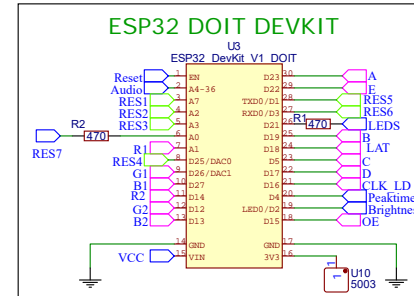 ESP32 DOIT DEVKIT
U3
ESP32_DevKit_V1_DOIT
Reset 1 EN D23 30 A
Audio 2 A4-36 D22 29 E
RES1 3 A7 TXD0/D1 28 RES5
RES2 4 A2 RXD0/D3 27 RES6
RES3 5 A3 D21 26 R1 470 LEDS
RES7 R2 470 6 A0 D19 25 B
R1 7 A1 D18 24 LAT
RES4 8 D25/DAC0 D5 23 C
G1 9 D26/DAC1 D17 22 D
B1 10 D27 D16 21 CLK_LD
R2 11 D14 D4 20 Peaktime
G2 12 D12 LED0/D2 19 Brightne
B2 13 D13 D15 18 OE
14 GND GND 17
VCC 15 VIN 3V3 16
1
1
U10
5003